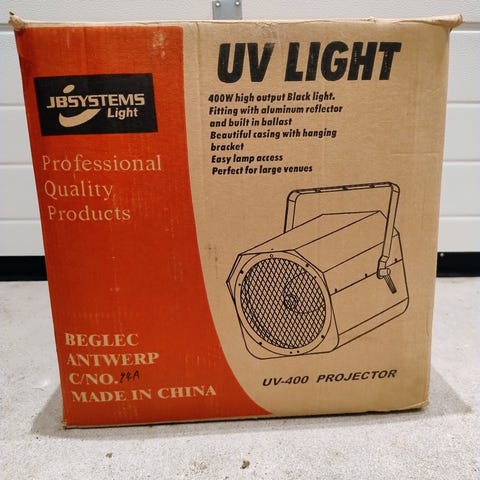 JBSYSTEMS
Light
Professional
Quality
Products
BEGLEC
ANTWERP
C/NO. 94A
MADE IN CHINA
UV LIGHT
400W high output Black light.
Fitting with aluminum reflector
and built in ballast
Beautiful casing with hanging
bracket
Easy lamp access
Perfect for large venues
UV-400 PROJECTOR